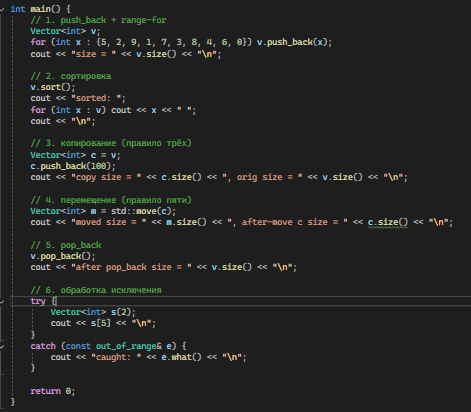 int main() {
// 1. push_back + range-for
Vector<int> v;
for (int x : {5, 2, 9, 1, 7, 3, 8, 4, 6, 0}) v.push_back(x);
cout << "size = " << v.size() << "\n";
// 2. сортировка
v.sort();
cout << "sorted: ";
for (int x : v) cout << x << " ";
cout << "\n";
// 3. копирование (правило трёх)
Vector<int> c = v;
c.push_back(100);
cout << "copy size = " << c.size() << ", orig size = " << v.size() << "\n";
// 4. перемещение (правило пяти)
Vector<int> m = std::move(c);
cout << "moved size = " << m.size() << ", after-move c size = " << c.size() << "\n";
// 5. pop_back
v.pop_back();
cout << "after pop_back size = " << v.size() << "\n";
// 6. обработка исключения
try {
Vector<int> s(2);
cout << s[5] << "\n";
}
catch (const out_of_range& e) {
cout << "caught: " << e.what() << "\n";
}
return 0;
}